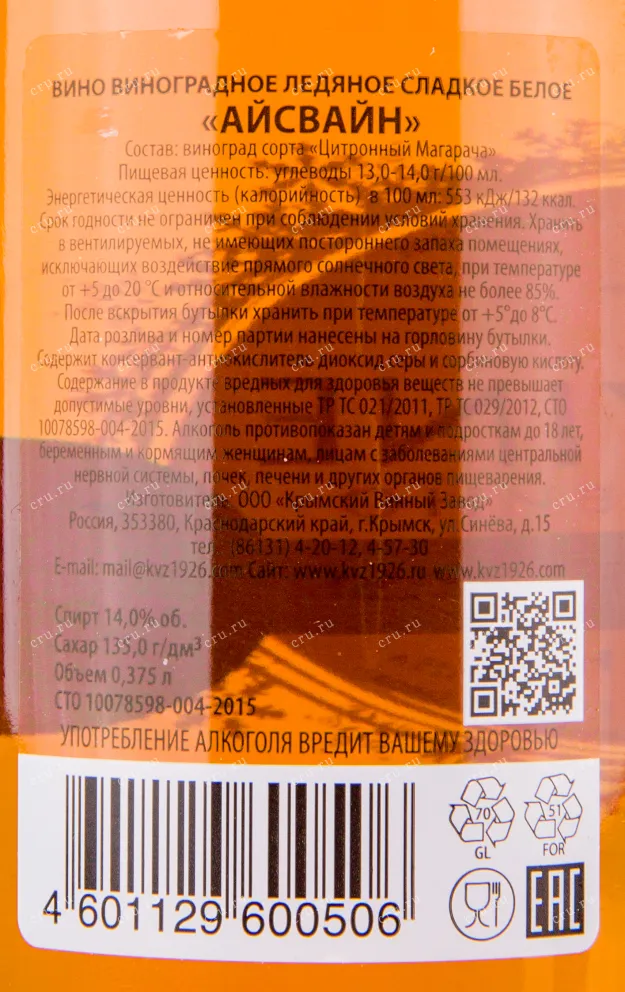 ВИНО ВИНОГРАДНОЕ ЛЕДЯНОЕ СЛАДКОЕ БЕЛОЕ
«АЙСВАЙН»
Состав: виноград сорта «Цитронный Магарача»
Пищевая ценность: углеводы 13,0-14,0 г/100 мл.
Энергетическая ценность (калорийность) в 100 мл: 553 кДж/132 ккал.
Срок годности не ограничен при соблюдении условий хранения. Хранить
в вентилируемых, не имеющих постороннего запаха помещениях,
исключающих воздействие прямого солнечного света, при температуре
от +5 до 20 °С и относительной влажности воздуха не более 85%.
После вскрытия бутылки хранить при температуре от +5° до 8°С.
Дата розлива и номер партии нанесены на горловину бутылки.
Содержит консервант-антиокислитель диоксид серы и сорбиновую кислоту.
Содержание в продукте вредных для здоровья веществ не превышает
допустимые уровни, установленные ТР ТС 021/2011, ТР ТС 029/2012, СТО
10078598-004-2015. Алкоголь противопоказан детям и подросткам до 18 лет,
беременным и кормящим женщинам, лицам с заболеваниями центральной
нервной системы, почек, печени и других органов пищеварения.
Изготовитель: ООО «Крымский Винный Завод»
Россия, 353380, Краснодарский край, г.Крымск, ул.Синёва, д.15
тел. (86131) 4-20-12, 4-57-30
E-mail: mail@kvz1926.com Сайт: www.kvz1926.ru www.kvz1926.com
Спирт 14,0% об.
Сахар 135,0 г/дм³
Объем 0,375 л
СТО 10078598-004-2015
УПОТРЕБЛЕНИЕ АЛКОГОЛЯ ВРЕДИТ ВАШЕМУ ЗДОРОВЬЮ
70
GL
51
FOR
4 601129 600506
EAC
cru.ru